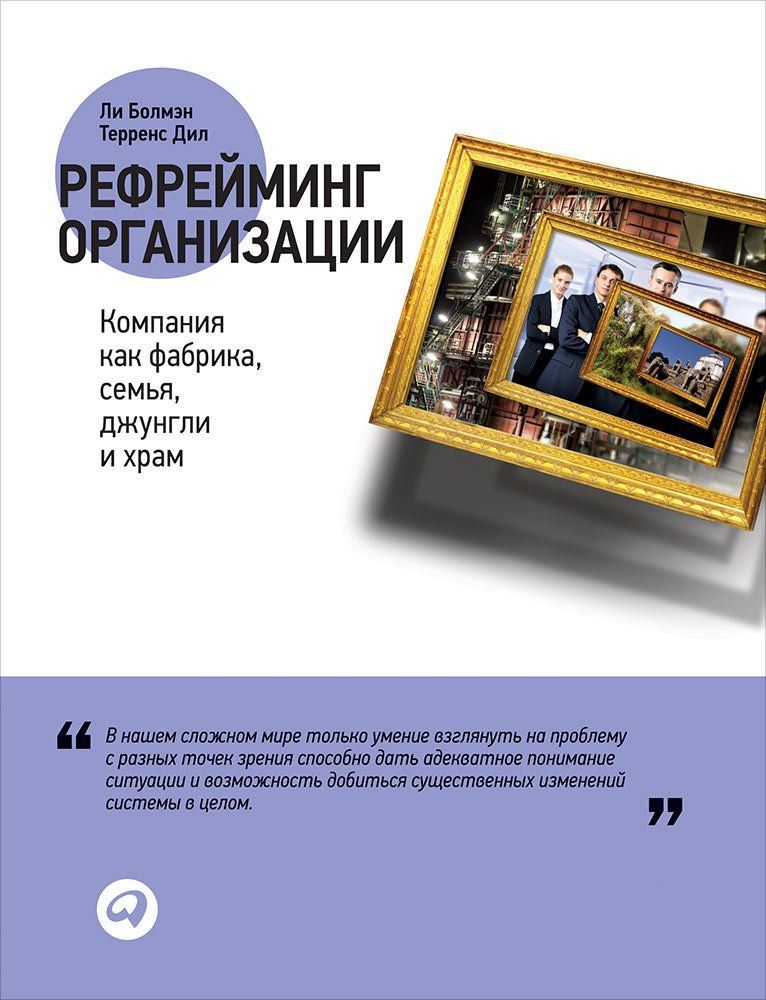 Ли Болмэн
Терренс Дил
РЕФРЕЙМИНГ
ОРГАНИЗАЦИИ
Компания
как фабрика,
семья,
джунгли
и храм
“ В нашем сложном мире только умение взглянуть на проблему
с разных точек зрения способно дать адекватное понимание
ситуации и возможность добиться существенных изменений
системы в целом. ”